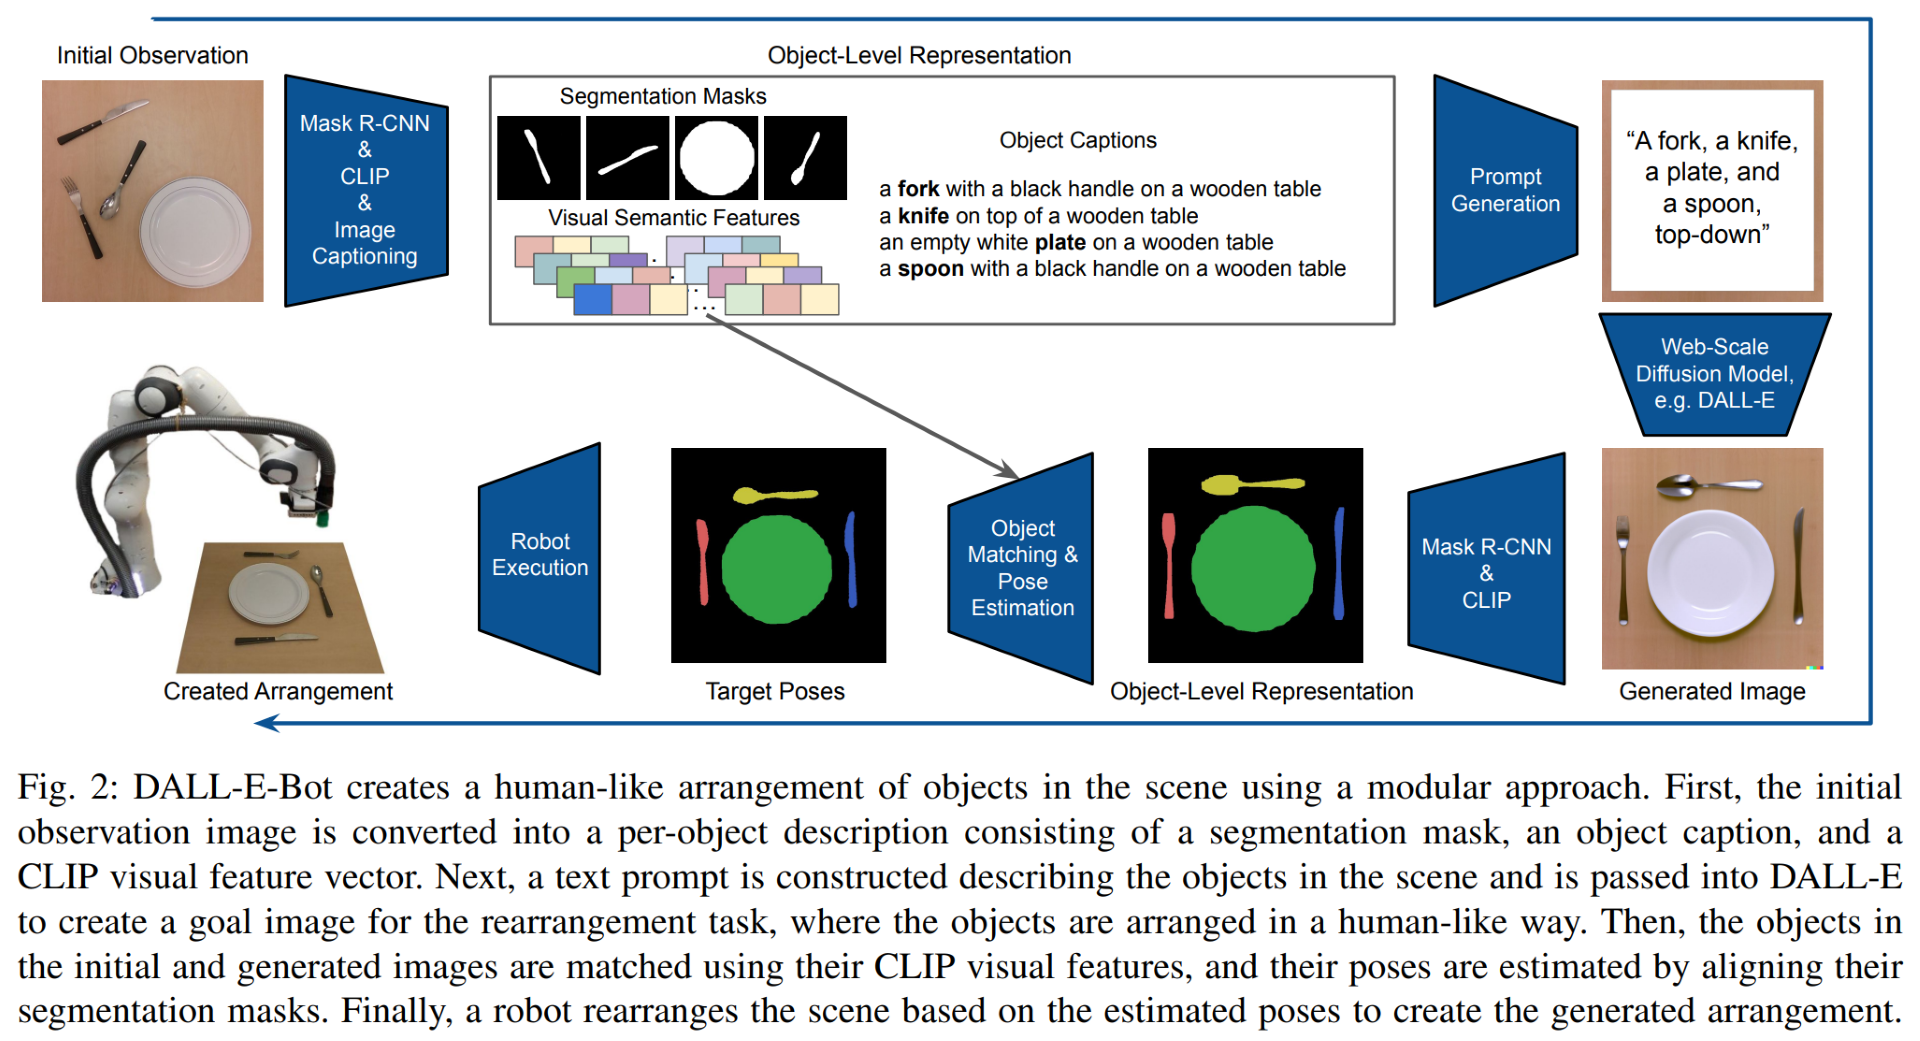 Initial Observation
Object-Level Representation
Mask R-CNN
&
CLIP
&
Image
Captioning
Segmentation Masks
Visual Semantic Features
Object Captions
a fork with a black handle on a wooden table
a knife on top of a wooden table
an empty white plate on a wooden table
a spoon with a black handle on a wooden table
Prompt
Generation
“A fork, a knife,
a plate, and
a spoon,
top-down”
Web-Scale
Diffusion Model,
e.g. DALL-E
Robot
Execution
Object
Matching &
Pose
Estimation
Mask R-CNN
&
CLIP
Created Arrangement
Target Poses
Object-Level Representation
Generated Image
Fig. 2: DALL-E-Bot creates a human-like arrangement of objects in the scene using a modular approach. First, the initial
observation image is converted into a per-object description consisting of a segmentation mask, an object caption, and a
CLIP visual feature vector. Next, a text prompt is constructed describing the objects in the scene and is passed into DALL-E
to create a goal image for the rearrangement task, where the objects are arranged in a human-like way. Then, the objects in
the initial and generated images are matched using their CLIP visual features, and their poses are estimated by aligning their
segmentation masks. Finally, a robot rearranges the scene based on the estimated poses to create the generated arrangement.